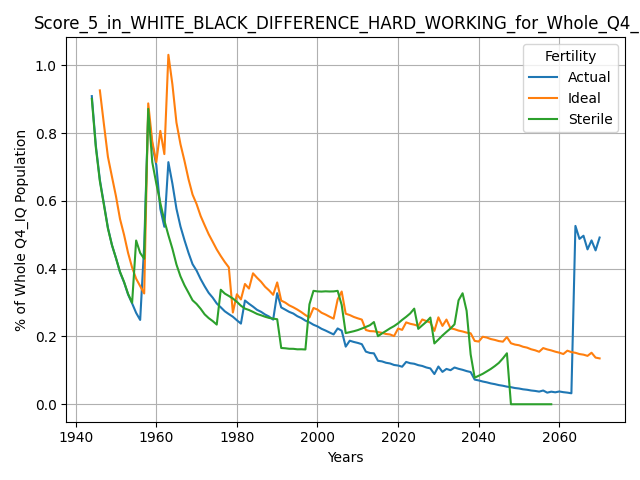 Score_5_in_WHITE_BLACK_DIFFERENCE_HARD_WORKING_for_Whole_Q4_
Fertility
Actual
Ideal
Sterile
% of Whole Q4_IQ Population
1.0
0.8
0.6
0.4
0.2
0.0
1940 1960 1980 2000 2020 2040 2060
Years